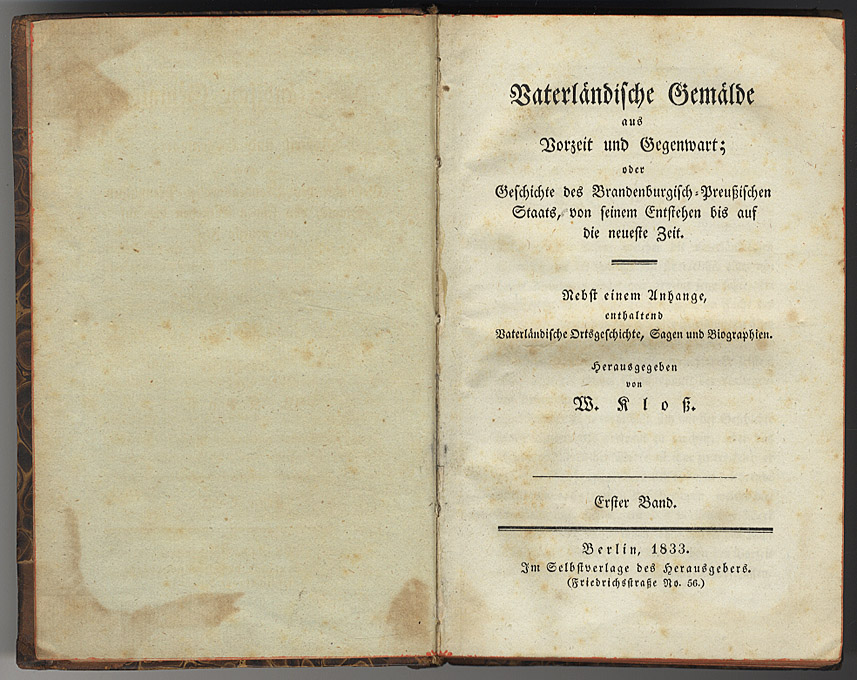 Vaterländische Gemälde
aus
Vorzeit und Gegenwart;
oder
Geschichte des Brandenburgisch-Preußischen
Staats, von seinem Entstehen bis auf
die neueste Zeit.
Nebst einem Anhange,
enthaltend
Vaterländische Ortsgeschichte, Sagen und Biographien.
Herausgegeben
von
W. Kloß.
Erster Band.
Berlin, 1833.
Im Selbstverlage des Herausgebers.
(Friedrichsstraße No. 56.)